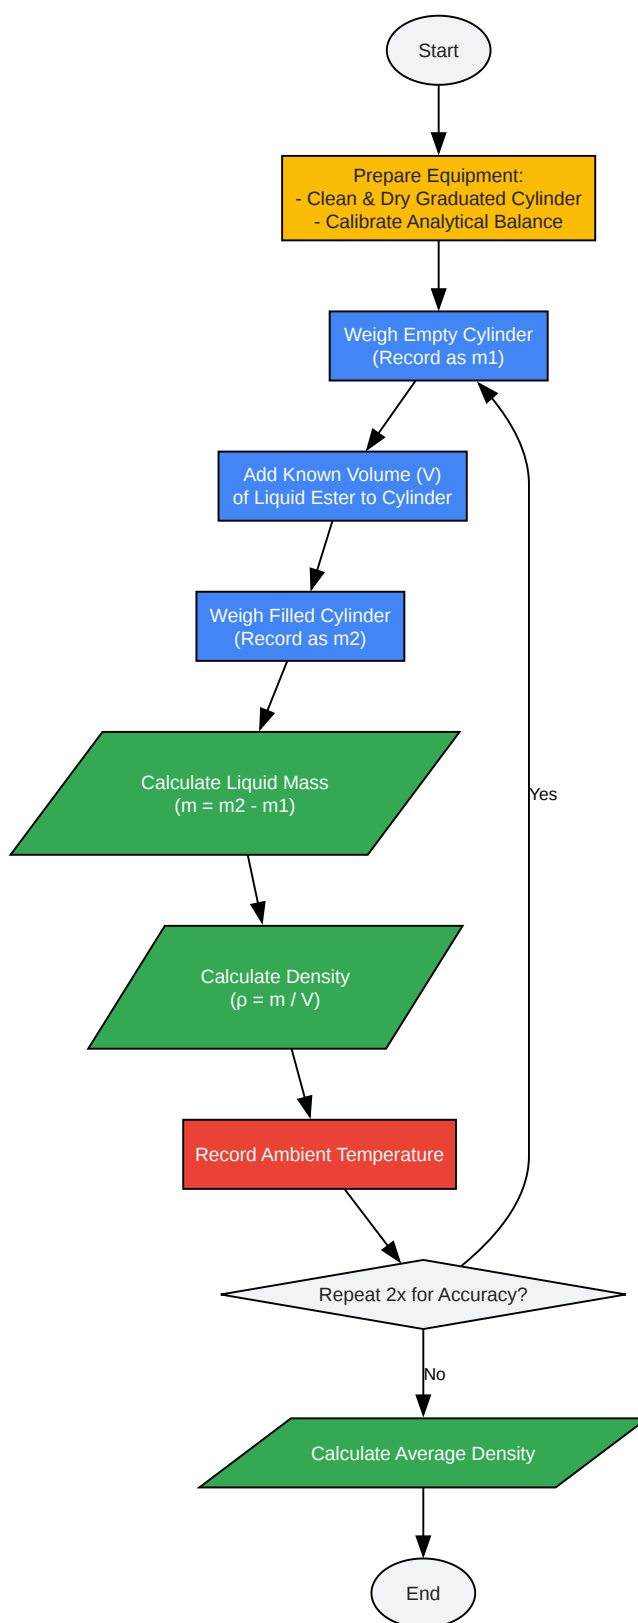 Start
Prepare Equipment:
- Clean & Dry Graduated Cylinder
- Calibrate Analytical Balance
Weigh Empty Cylinder
(Record as m1)
Add Known Volume (V)
of Liquid Ester to Cylinder
Weigh Filled Cylinder
(Record as m2)
Calculate Liquid Mass
(m = m2 - m1)
Yes
Calculate Density
(ρ = m / V)
Record Ambient Temperature
Repeat 2x for Accuracy?
No
Calculate Average Density
End